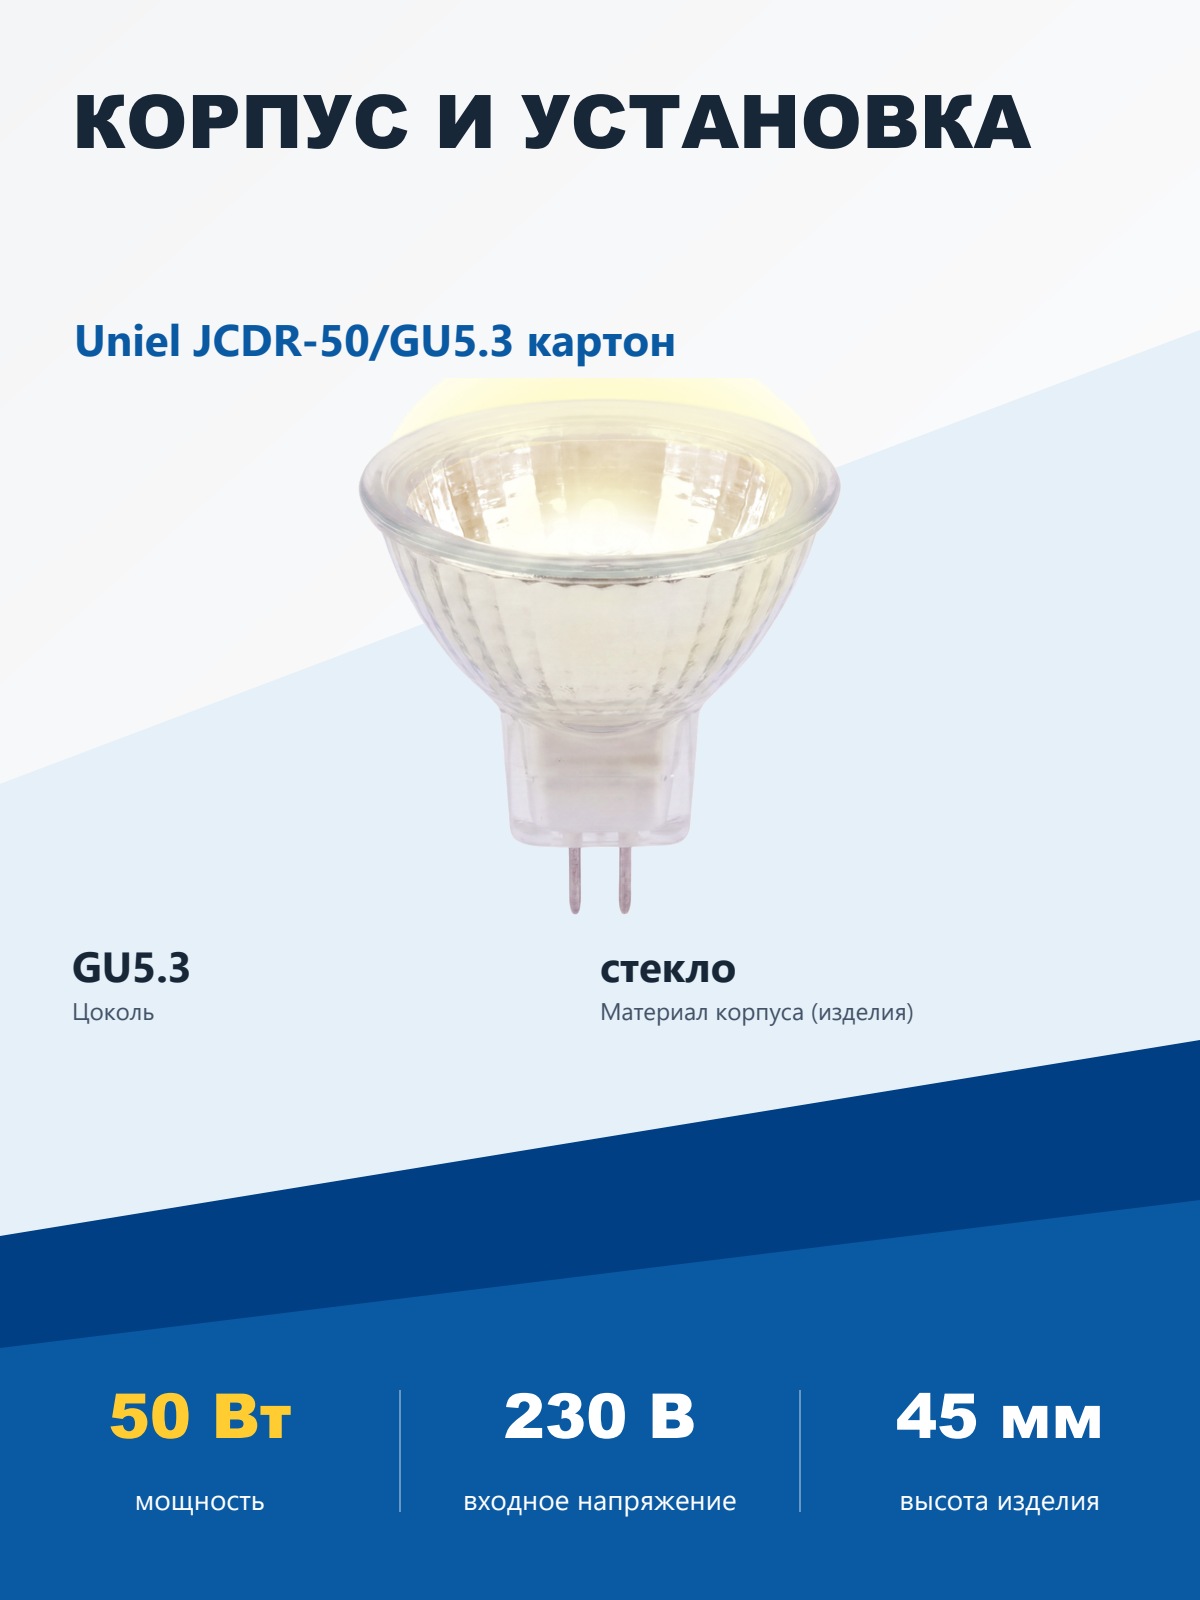 КОРПУС И УСТАНОВКА
Uniel JCDR-50/GU5.3 картон
GU5.3
Цоколь
стекло
Материал корпуса (изделия)
50 Вт
мощность
230 В
входное напряжение
45 мм
высота изделия